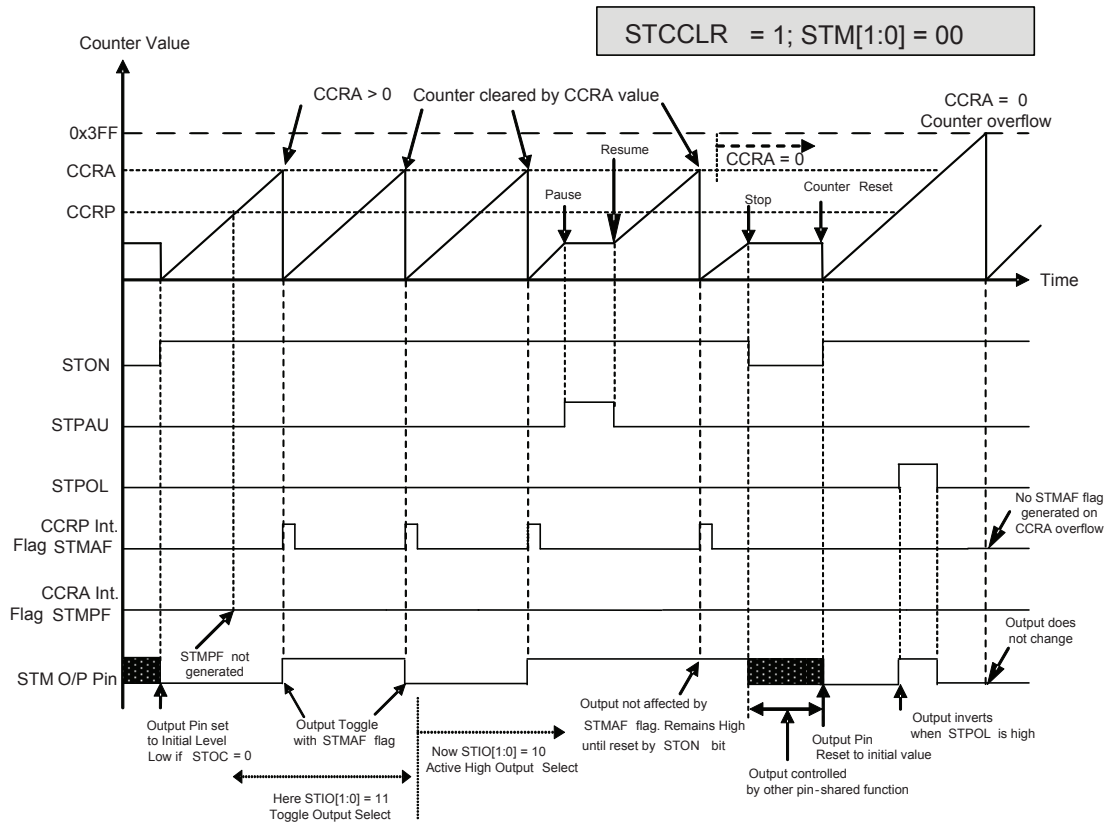 STCCLR = 1; STM[1:0] = 00
Counter Value
CCRA > 0
Counter cleared by CCRA value
CCRA = 0
Counter overflow
0x3FF
Resume
CCRA = 0
CCRA
Pause
Stop
Counter Reset
CCRP
Time
STON
STPAU
STPOL
No STMAF flag
generated on
CCRA overflow
CCRP Int.
Flag STMAF
CCRA Int.
Flag STMPF
STMPF not
generated
Output does
not change
STM O/P Pin
Output Pin set
to Initial Level
Low if STOC = 0
Output Toggle
with STMAF flag
Now STIO[1:0] = 10
Active High Output Select
Output not affected by
STMAF flag. Remains High
until reset by STON bit
Output Pin
Reset to initial value
Output inverts
when STPOL is high
Output controlled
by other pin-shared function
Here STIO[1:0] = 11
Toggle Output Select